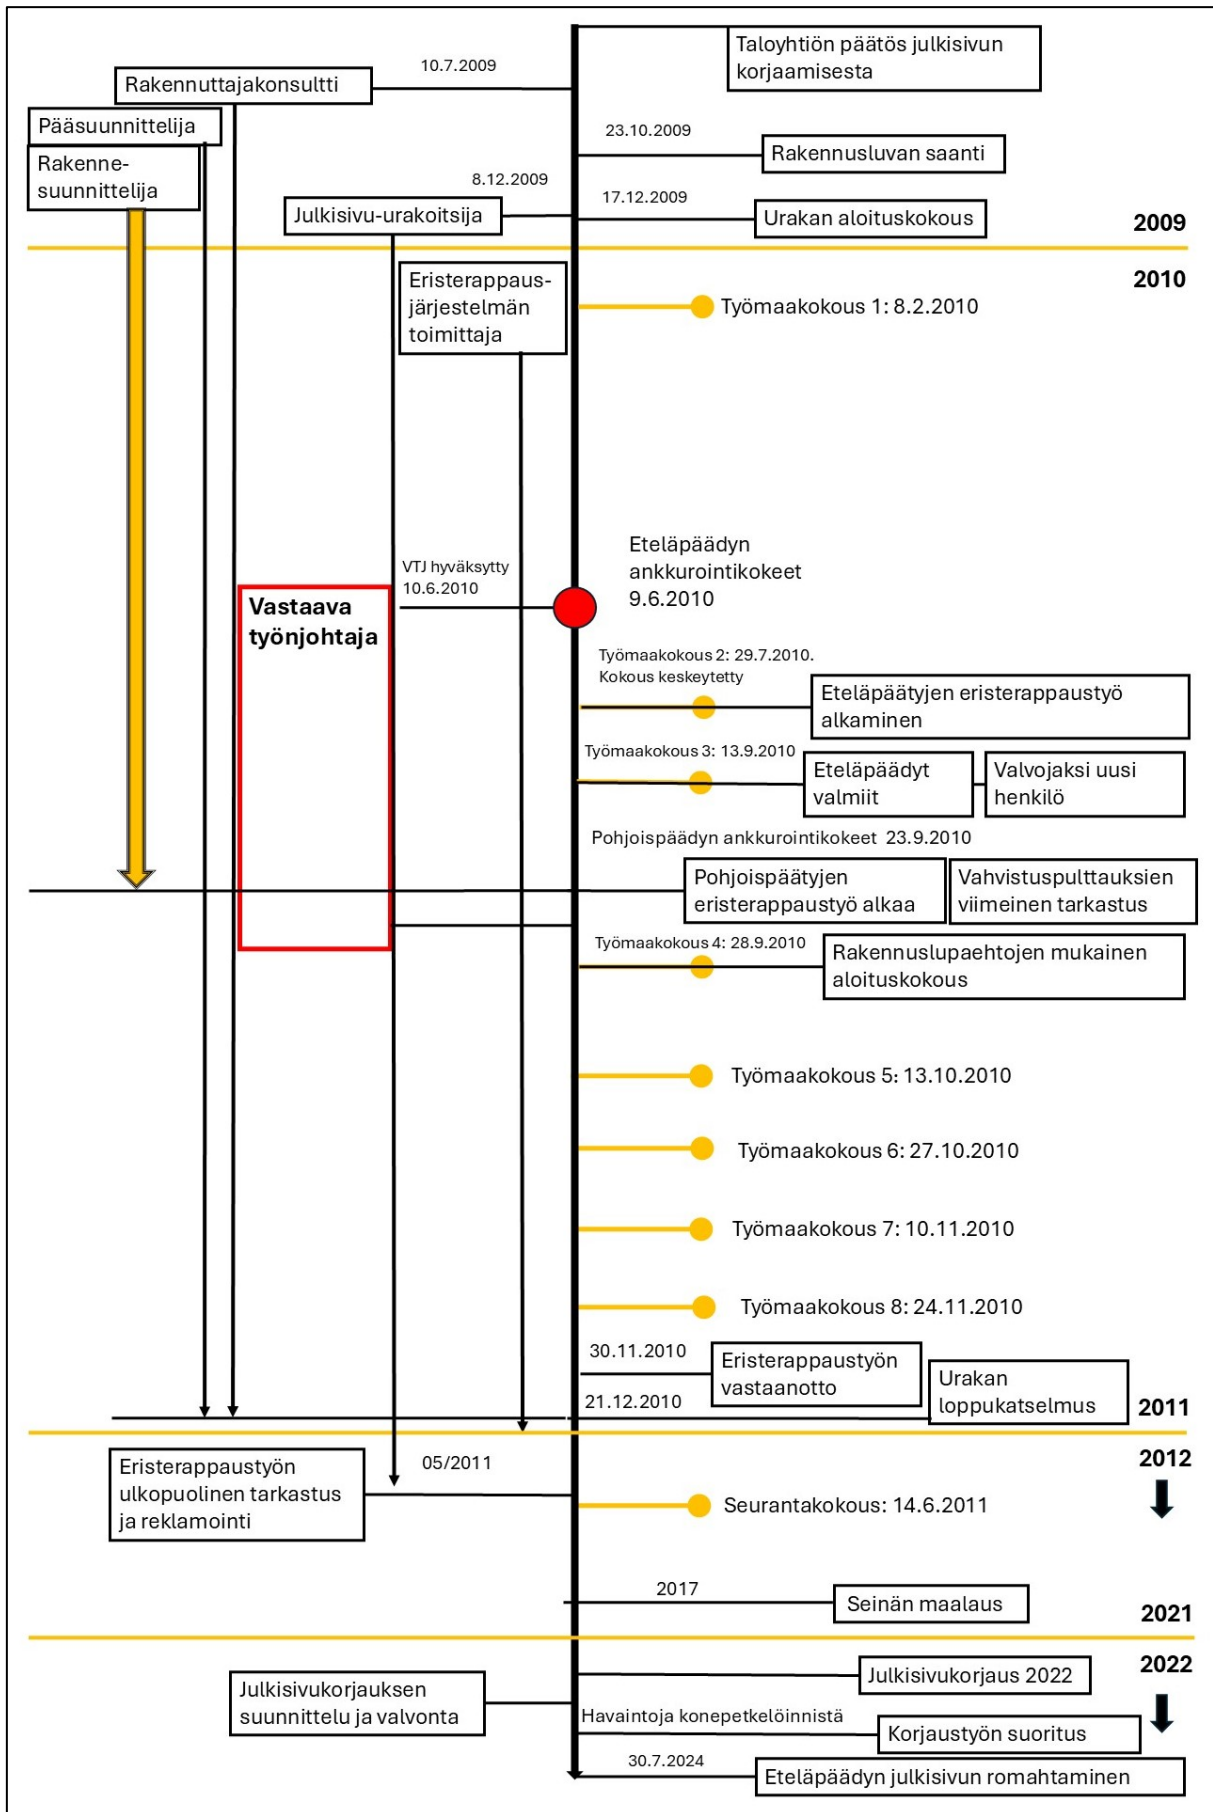 Taloyhtiön päätös julkisivun
korjaamisesta
10.7.2009
Rakennuttajakonsultti
Pääsuunnittelija
Rakenne-
suunnittelija
23.10.2009
Rakennusluvan saanti
8.12.2009
Julkisivu-urakoitsija
17.12.2009
Urakan aloituskokous
2009
2010
Eristerappaus-
järjestelmän
toimittaja
Työmaakokous 1: 8.2.2010
Eteläpäädyn
ankkurointikokeet
9.6.2010
VTJ hyväksytty
10.6.2010
Vastaava
työnjohtaja
Työmaakokous 2: 29.7.2010.
Kokous keskeytetty
Eteläpäätyjen eristerappaustyö
alkaminen
Työmaakokous 3: 13.9.2010
Eteläpäädyt
valmiit
Valvojaksi uusi
henkilö
Pohjoispäädyn ankkurointikokeet 23.9.2010
Pohjoispäätyjen
eristerappaustyö alkaa
Vahvistuspulttauksien
viimeinen tarkastus
Työmaakokous 4: 28.9.2010
Rakennuslupaehtojen mukainen
aloituskokous
Työmaakokous 5: 13.10.2010
Työmaakokous 6: 27.10.2010
Työmaakokous 7: 10.11.2010
Työmaakokous 8: 24.11.2010
30.11.2010
Eristerappaustyön
vastaanotto
21.12.2010
Urakan
loppukatselmus
2011
2012
Eristerappaustyön
ulkopuolinen tarkastus
ja reklamointi
05/2011
Seurantakokous: 14.6.2011
2017
Seinän maalaus
2021
2022
Julkisivukorjaus 2022
Julkisivukorjauksen
suunnittelu ja valvonta
Havaintoja konepetkelöinnistä
Korjaustyön suoritus
30.7.2024
Eteläpäädyn julkisivun romahtaminen